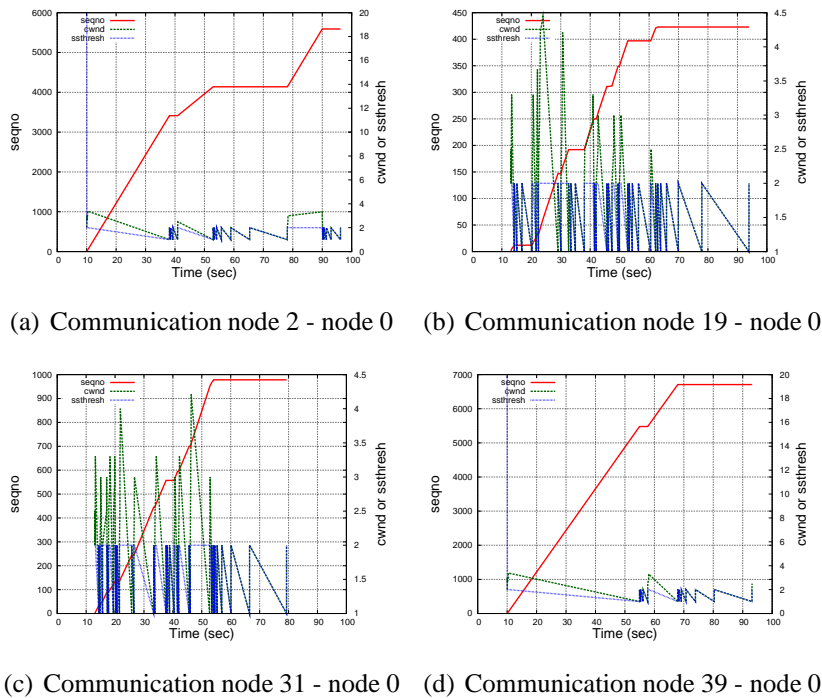 6000
5000
4000
3000
2000
1000
0
seqno
0 10 20 30 40 50 60 70 80 90 100
Time (sec)
20
18
16
14
12
10
8
6
4
2
0
cwnd or ssthresh
seqno
cwnd
ssthresh
450
400
350
300
250
200
150
100
50
0
seqno
0 10 20 30 40 50 60 70 80 90 100
Time (sec)
4.5
4
3.5
3
2.5
2
1.5
1
cwnd or ssthresh
seqno
cwnd
ssthresh
(a) Communication node 2 - node 0
(b) Communication node 19 - node 0
1000
900
800
700
600
500
400
300
200
100
0
seqno
0 10 20 30 40 50 60 70 80 90 100
Time (sec)
4.5
4
3.5
3
2.5
2
1.5
1
cwnd or ssthresh
seqno
cwnd
ssthresh
7000
6000
5000
4000
3000
2000
1000
0
seqno
0 10 20 30 40 50 60 70 80 90 100
Time (sec)
20
18
16
14
12
10
8
6
4
2
0
cwnd or ssthresh
seqno
cwnd
ssthresh
(c) Communication node 31 - node 0
(d) Communication node 39 - node 0